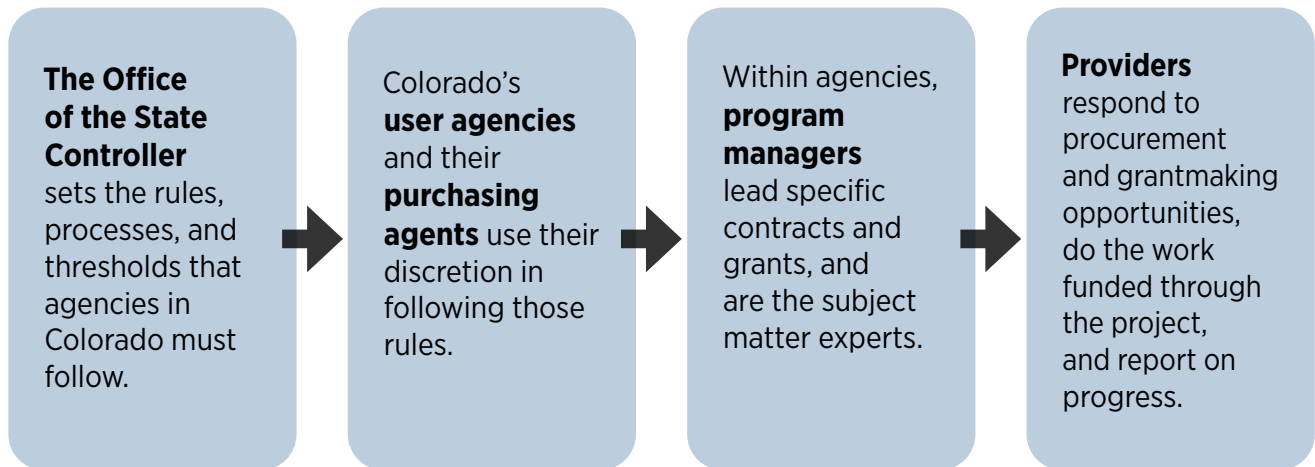 The Office
of the State
Controller
sets the rules,
processes, and
thresholds that
agencies in
Colorado must
follow.
Colorado’s
user agencies
and their
purchasing
agents use their
discretion in
following those
rules.
Within agencies,
program
managers
lead specific
contracts and
grants, and
are the subject
matter experts.
Providers
respond to
procurement
and grantmaking
opportunities,
do the work
funded through
the project,
and report on
progress.